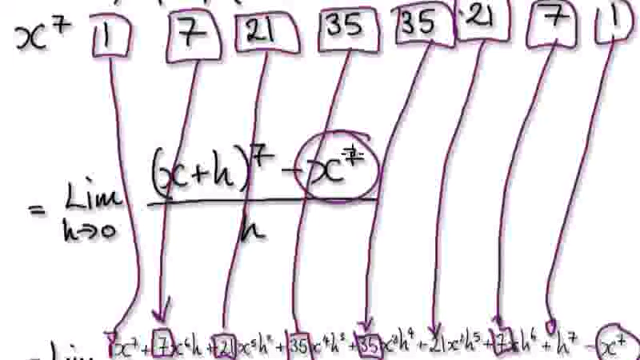 x⁷ 1 7 21 35 35 21 7 1
(x+h)⁷ - x⁷
= Lim
h→0
h
x⁷ + 7x⁶h + 21x⁵h² + 35x⁴h³ + 35x³h⁴ + 21x²h⁵ + 7xh⁶ + h⁷ - x⁷